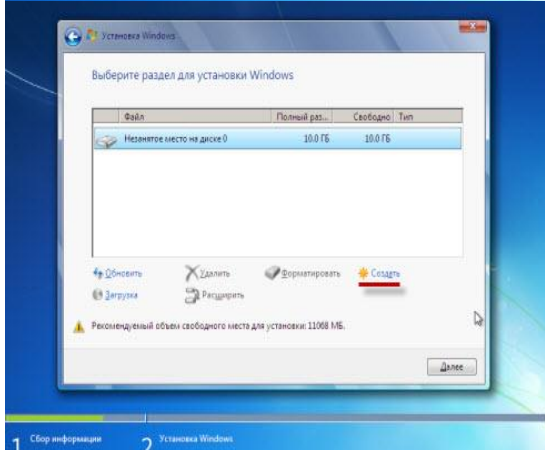 Установка Windows
Выберите раздел для установки Windows
Файл Полный раз... Свободно Тип
Незанятое место на диске 0 10.0 ГБ 10.0 ГБ
Обновить Удалить Форматировать Создать
Загрузка Расширить
Рекомендуемый объем свободного места для установки: 11068 МБ.
Далее
1 Сбор информации 2 Установка Windows